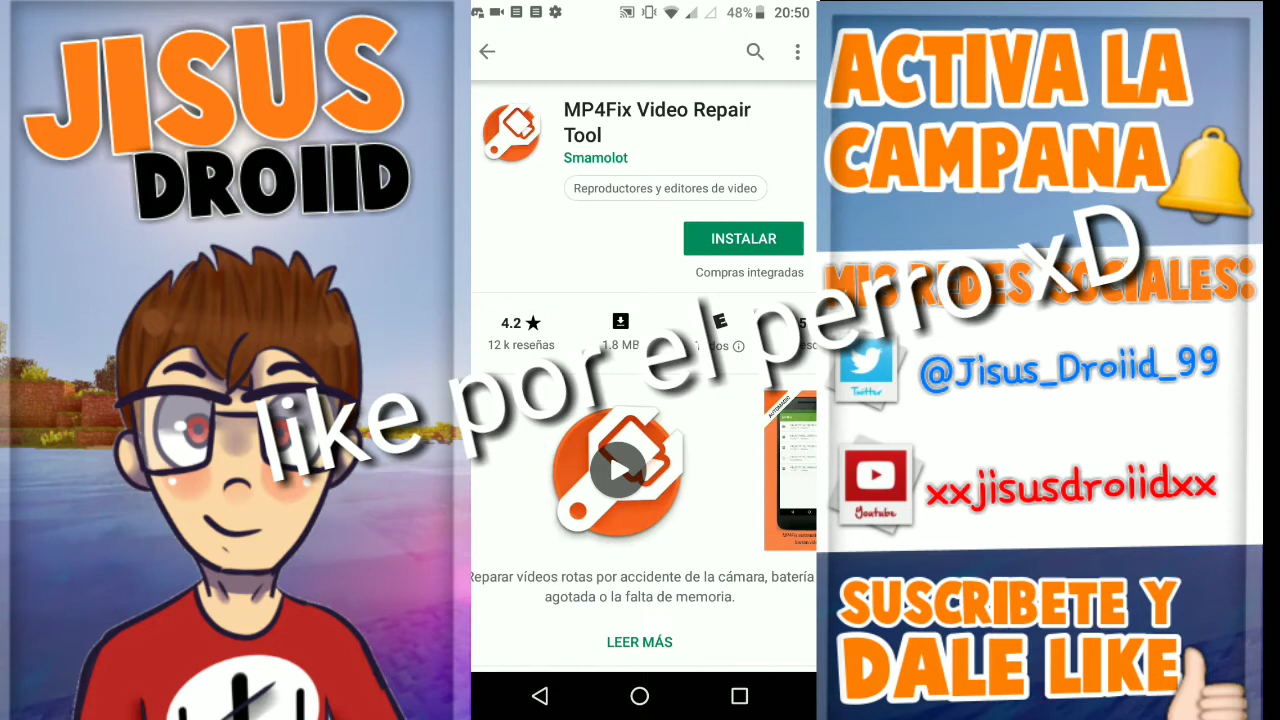 JISUS
DROIID
48% 20:50
MP4Fix Video Repair
Tool
Smamolot
Reproductores y editores de video
INSTALAR
Compras integradas
4.2 ★
12 k reseñas
1.8 MB
E
5
LEER MÁS
Reparar vídeos rotas por accidente de la cámara, batería
agotada o la falta de memoria.
like por el perro xD
ACTIVA LA
CAMPANA
MIS REDES SOCIALES:
Twitter
@Jisus_Droiid_99
Youtube
xxjisusdroiidxx
SUSCRIBETE Y
DALE LIKE